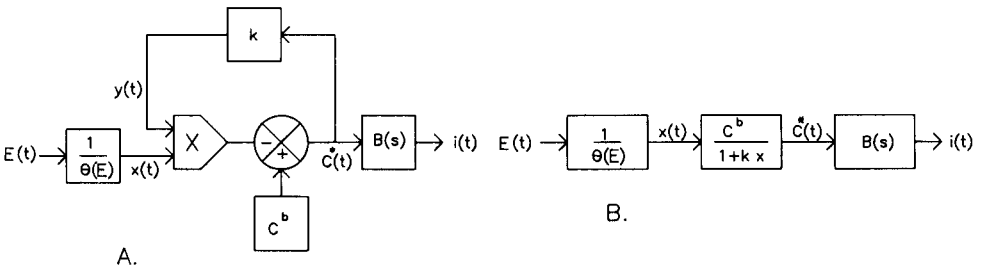 k
y(t)
X
E(t)
1
θ(E)
x(t)
-
+
C*(t)
B(s)
i(t)
C^b
A.
E(t)
1
θ(E)
x(t)
C^b
1+k x
C*(t)
B(s)
i(t)
B.